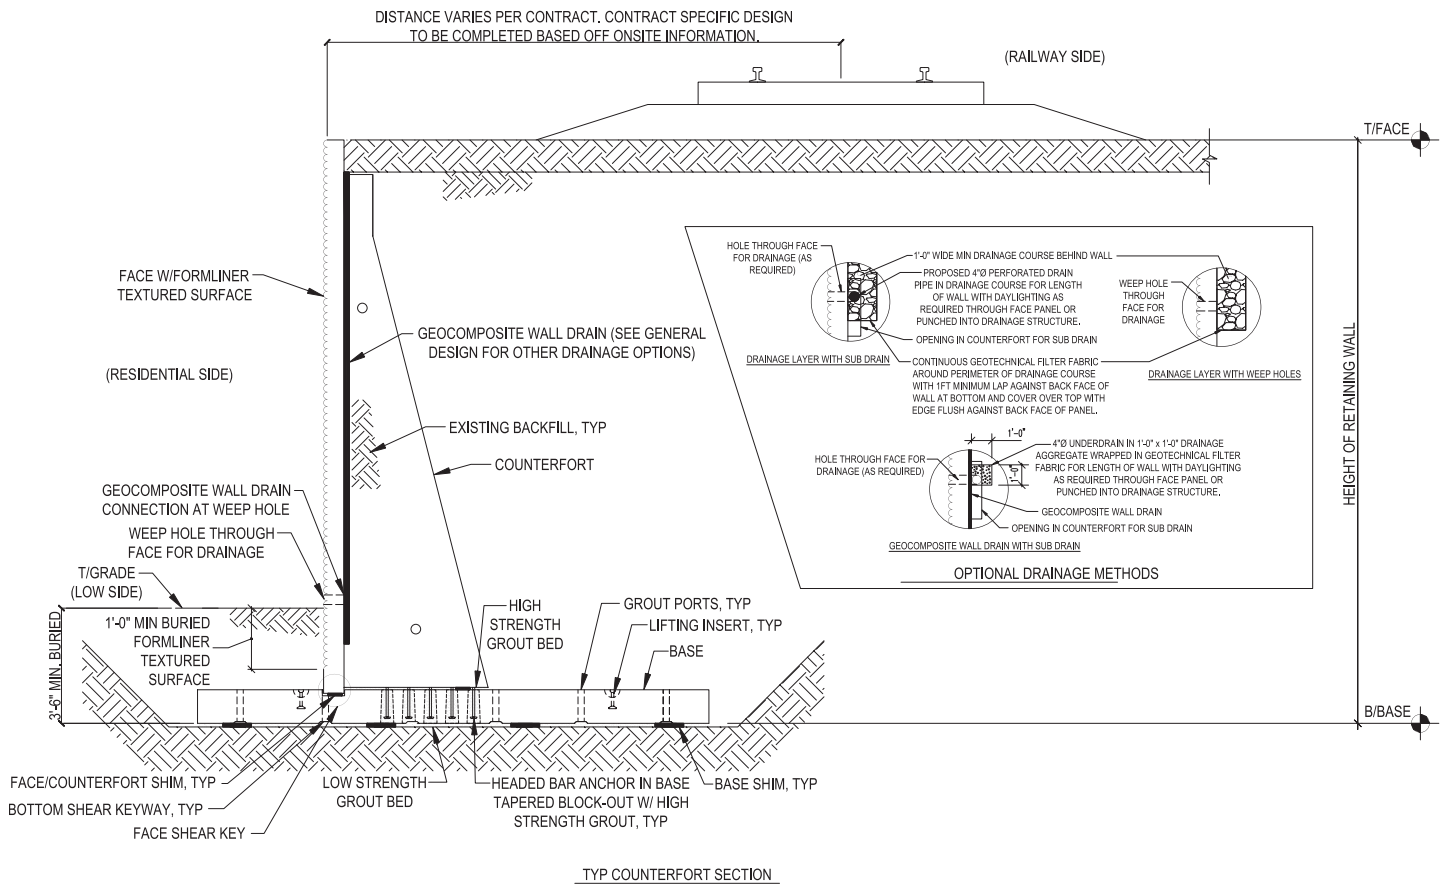 DISTANCE VARIES PER CONTRACT. CONTRACT SPECIFIC DESIGN
TO BE COMPLETED BASED OFF ONSITE INFORMATION.
(RAILWAY SIDE)
T/FACE
FACE W/FORMLINER
TEXTURED SURFACE
(RESIDENTIAL SIDE)
GEOCOMPOSITE WALL DRAIN (SEE GENERAL
DESIGN FOR OTHER DRAINAGE OPTIONS)
EXISTING BACKFILL, TYP
COUNTERFORT
GEOCOMPOSITE WALL DRAIN
CONNECTION AT WEEP HOLE
WEEP HOLE THROUGH
FACE FOR DRAINAGE
T/GRADE
(LOW SIDE)
1'-0" MIN BURIED
FORMLINER
TEXTURED
SURFACE
3'-6" MIN. BURIED
HIGH
STRENGTH
GROUT BED
GROUT PORTS, TYP
LIFTING INSERT, TYP
BASE
HOLE THROUGH FACE
FOR DRAINAGE (AS
REQUIRED)
1'-0" WIDE MIN DRAINAGE COURSE BEHIND WALL
PROPOSED 4"Ø PERFORATED DRAIN
PIPE IN DRAINAGE COURSE FOR LENGTH
OF WALL WITH DAYLIGHTING AS
REQUIRED THROUGH FACE PANEL OR
PUNCHED INTO DRAINAGE STRUCTURE.
OPENING IN COUNTERFORT FOR SUB DRAIN
DRAINAGE LAYER WITH SUB DRAIN
WEEP HOLE
THROUGH
FACE FOR
DRAINAGE
DRAINAGE LAYER WITH WEEP HOLES
CONTINUOUS GEOTECHNICAL FILTER FABRIC
AROUND PERIMETER OF DRAINAGE COURSE
WITH 1FT MINIMUM LAP AGAINST BACK FACE OF
WALL AT BOTTOM AND COVER OVER TOP WITH
EDGE FLUSH AGAINST BACK FACE OF PANEL.
1'-0"
1'-0"
HOLE THROUGH FACE FOR
DRAINAGE (AS REQUIRED)
4"Ø UNDERDRAIN IN 1'-0" x 1'-0" DRAINAGE
AGGREGATE WRAPPED IN GEOTECHNICAL FILTER
FABRIC FOR LENGTH OF WALL WITH DAYLIGHTING
AS REQUIRED THROUGH FACE PANEL OR
PUNCHED INTO DRAINAGE STRUCTURE.
GEOCOMPOSITE WALL DRAIN
OPENING IN COUNTERFORT FOR SUB DRAIN
GEOCOMPOSITE WALL DRAIN WITH SUB DRAIN
OPTIONAL DRAINAGE METHODS
HEIGHT OF RETAINING WALL
B/BASE
FACE/COUNTERFORT SHIM, TYP
BOTTOM SHEAR KEYWAY, TYP
FACE SHEAR KEY
LOW STRENGTH
GROUT BED
HEADED BAR ANCHOR IN BASE
TAPERED BLOCK-OUT W/ HIGH
STRENGTH GROUT, TYP
BASE SHIM, TYP
TYP COUNTERFORT SECTION